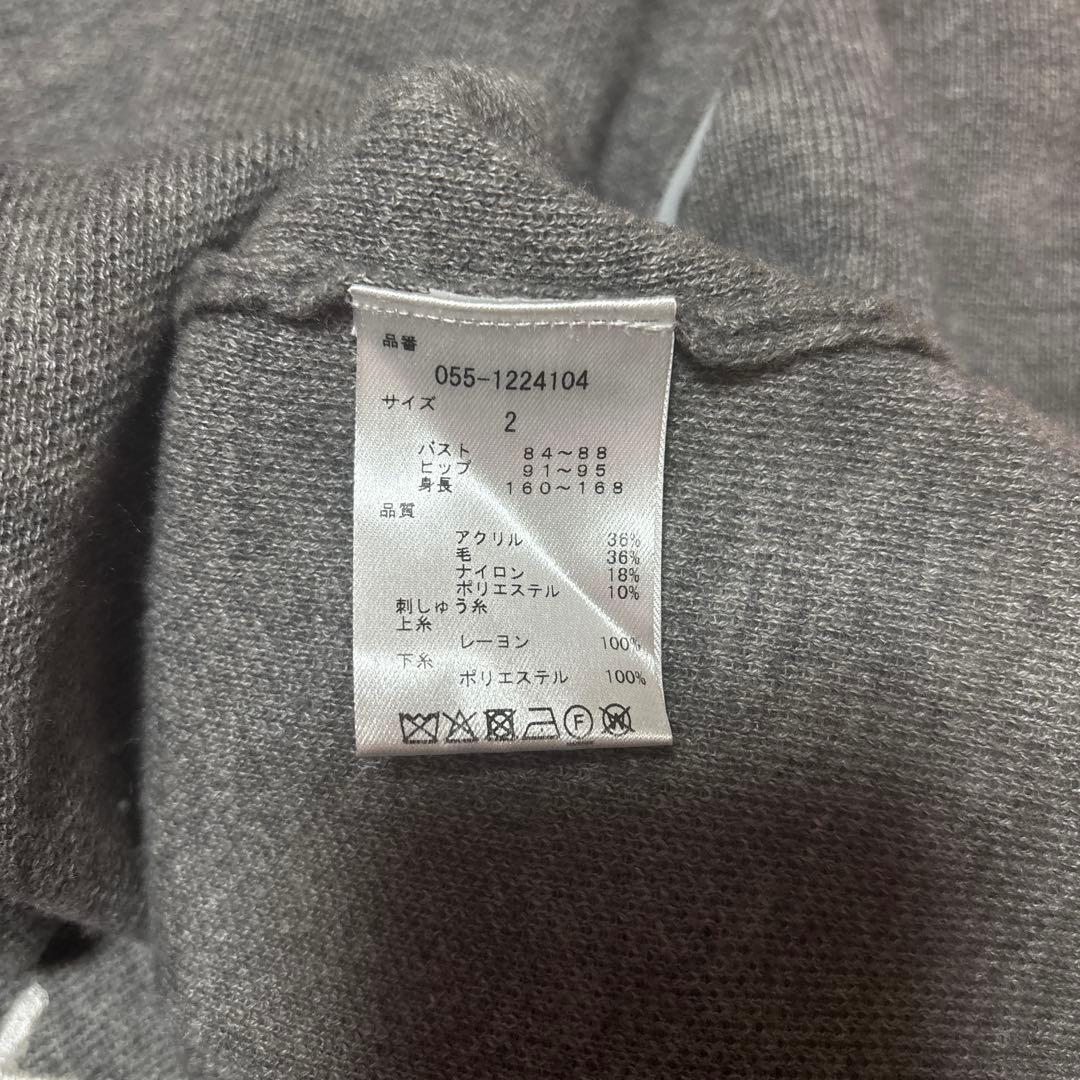 品番
055-1224104
サイズ
2
バスト 84～88
ヒップ 91～95
身長 160～168
品質
アクリル 36%
毛 36%
ナイロン 18%
ポリエステル 10%
刺しゅう糸
上糸
レーヨン 100%
下糸
ポリエステル 100%
F W